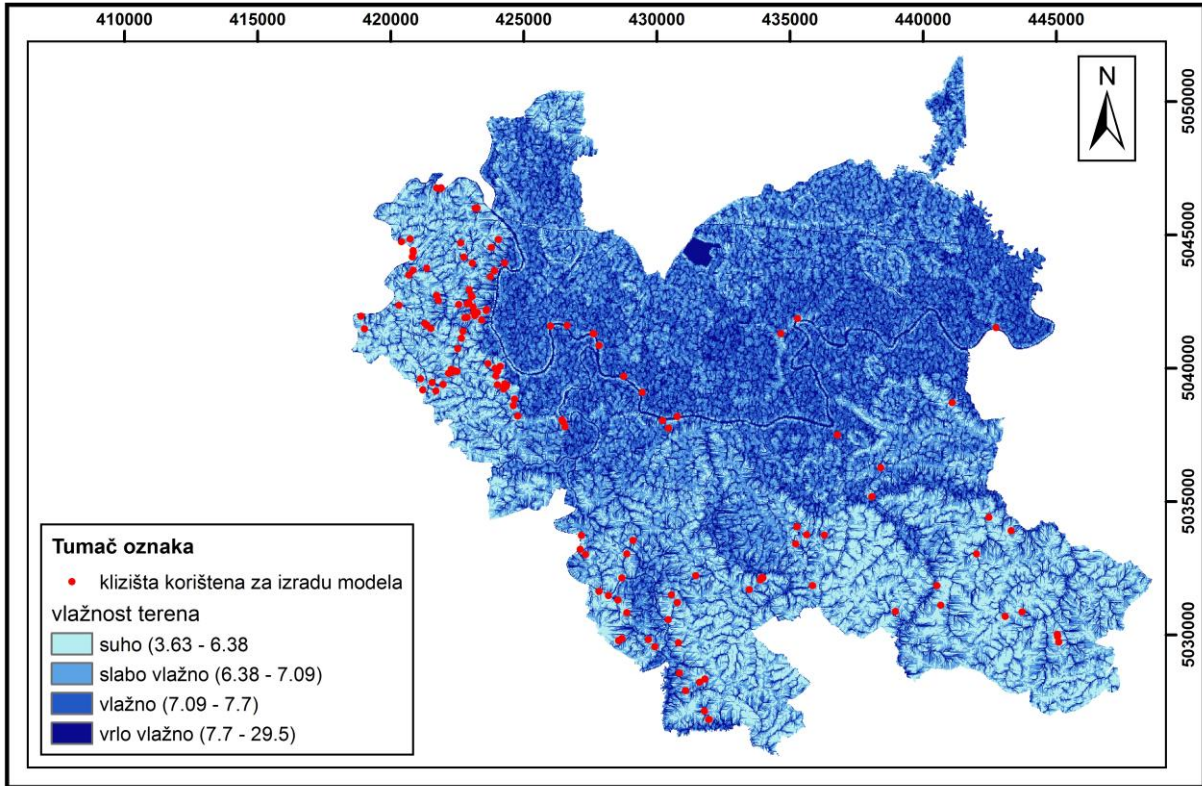 410000 415000 420000 425000 430000 435000 440000 445000
N
5050000
5045000
5040000
5035000
5030000
Tumač oznaka
klizišta korištena za izradu modela
vlažnost terena
suho (3.63 - 6.38
slabo vlažno (6.38 - 7.09)
vlažno (7.09 - 7.7)
vrlo vlažno (7.7 - 29.5)